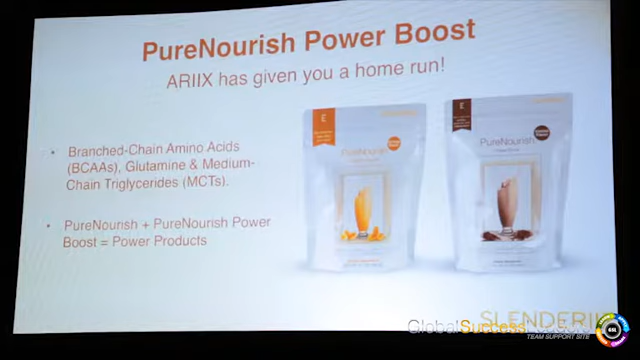 PureNourish Power Boost
ARIIX has given you a home run!
• Branched-Chain Amino Acids
(BCAAs), Glutamine & Medium-
Chain Triglycerides (MCTs).
• PureNourish + PureNourish Power
Boost = Power Products
E
PureNourish
E
PureNourish
SLENDERIIZ
GlobalSuccess
TEAM SUPPORT SITE